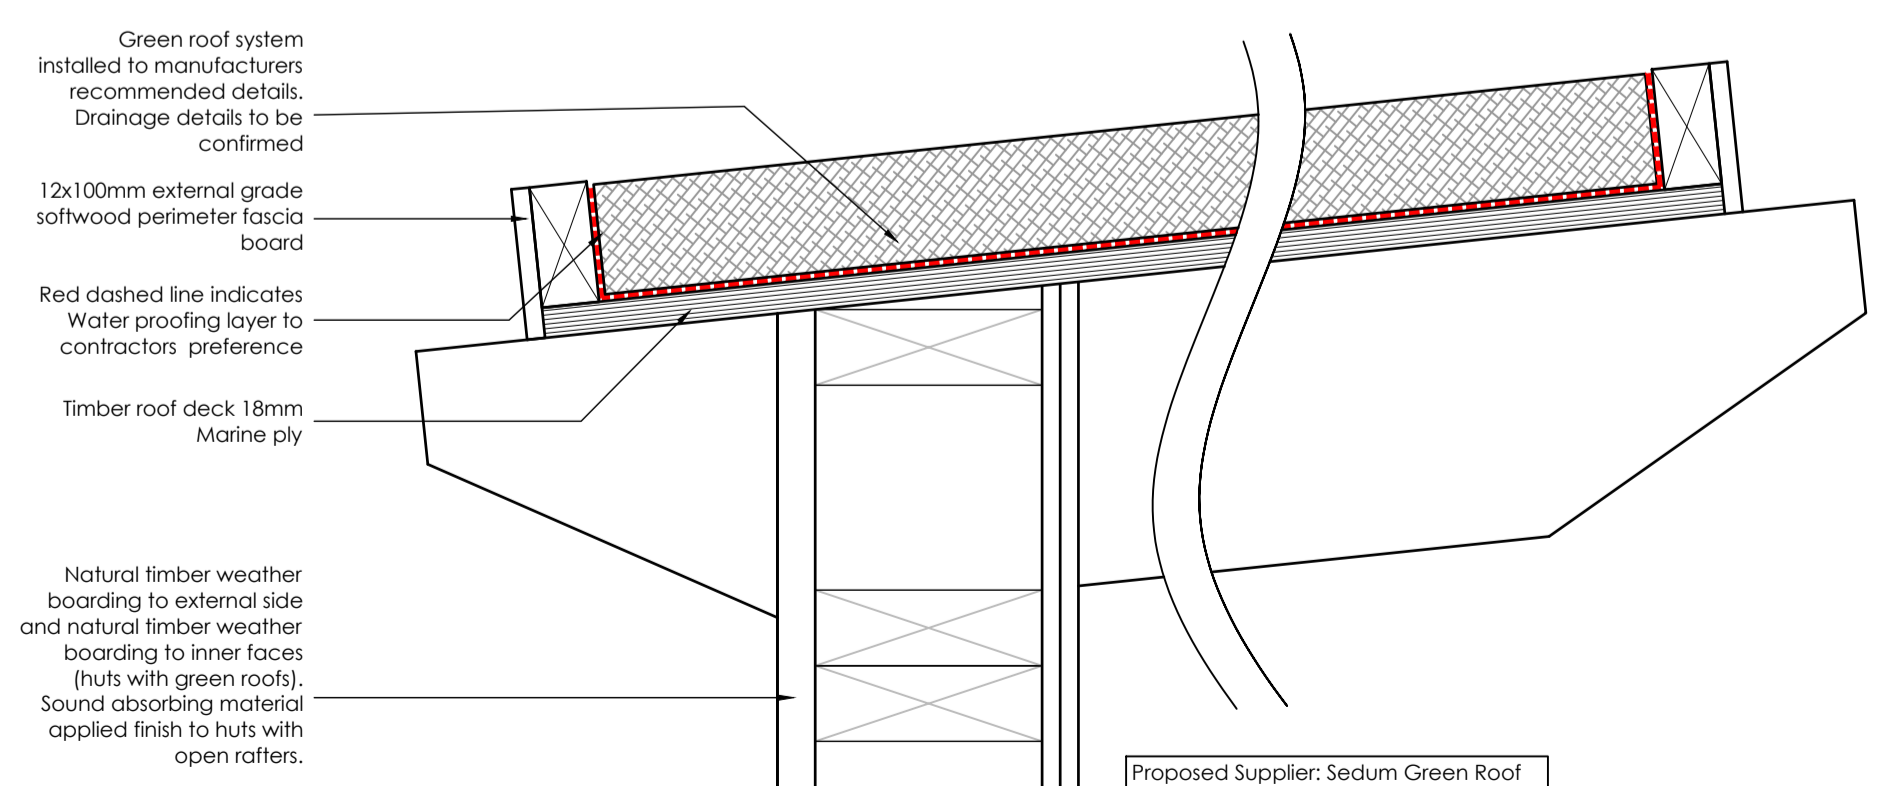 Green roof system
installed to manufacturers
recommended details.
Drainage details to be
confirmed
12x100mm external grade
softwood perimeter fascia
board
Red dashed line indicates
Water proofing layer to
contractors preference
Timber roof deck 18mm
Marine ply
Natural timber weather
boarding to external side
and natural timber weather
boarding to inner faces
(huts with green roofs).
Sound absorbing material
applied finish to huts with
open rafters.
Proposed Supplier: Sedum Green Roof